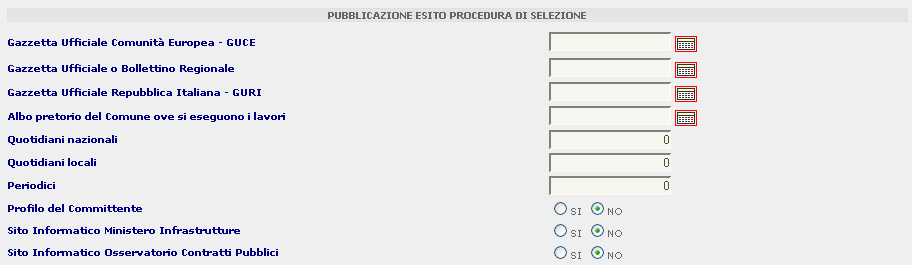 PUBBLICAZIONE ESITO PROCEDURA DI SELEZIONE
Gazzetta Ufficiale Comunità Europea - GUCE
Gazzetta Ufficiale o Bollettino Regionale
Gazzetta Ufficiale Repubblica Italiana - GURI
Albo pretorio del Comune ove si eseguono i lavori
Quotidiani nazionali 0
Quotidiani locali 0
Periodici 0
Profilo del Committente SI NO
Sito Informatico Ministero Infrastrutture SI NO
Sito Informatico Osservatorio Contratti Pubblici SI NO